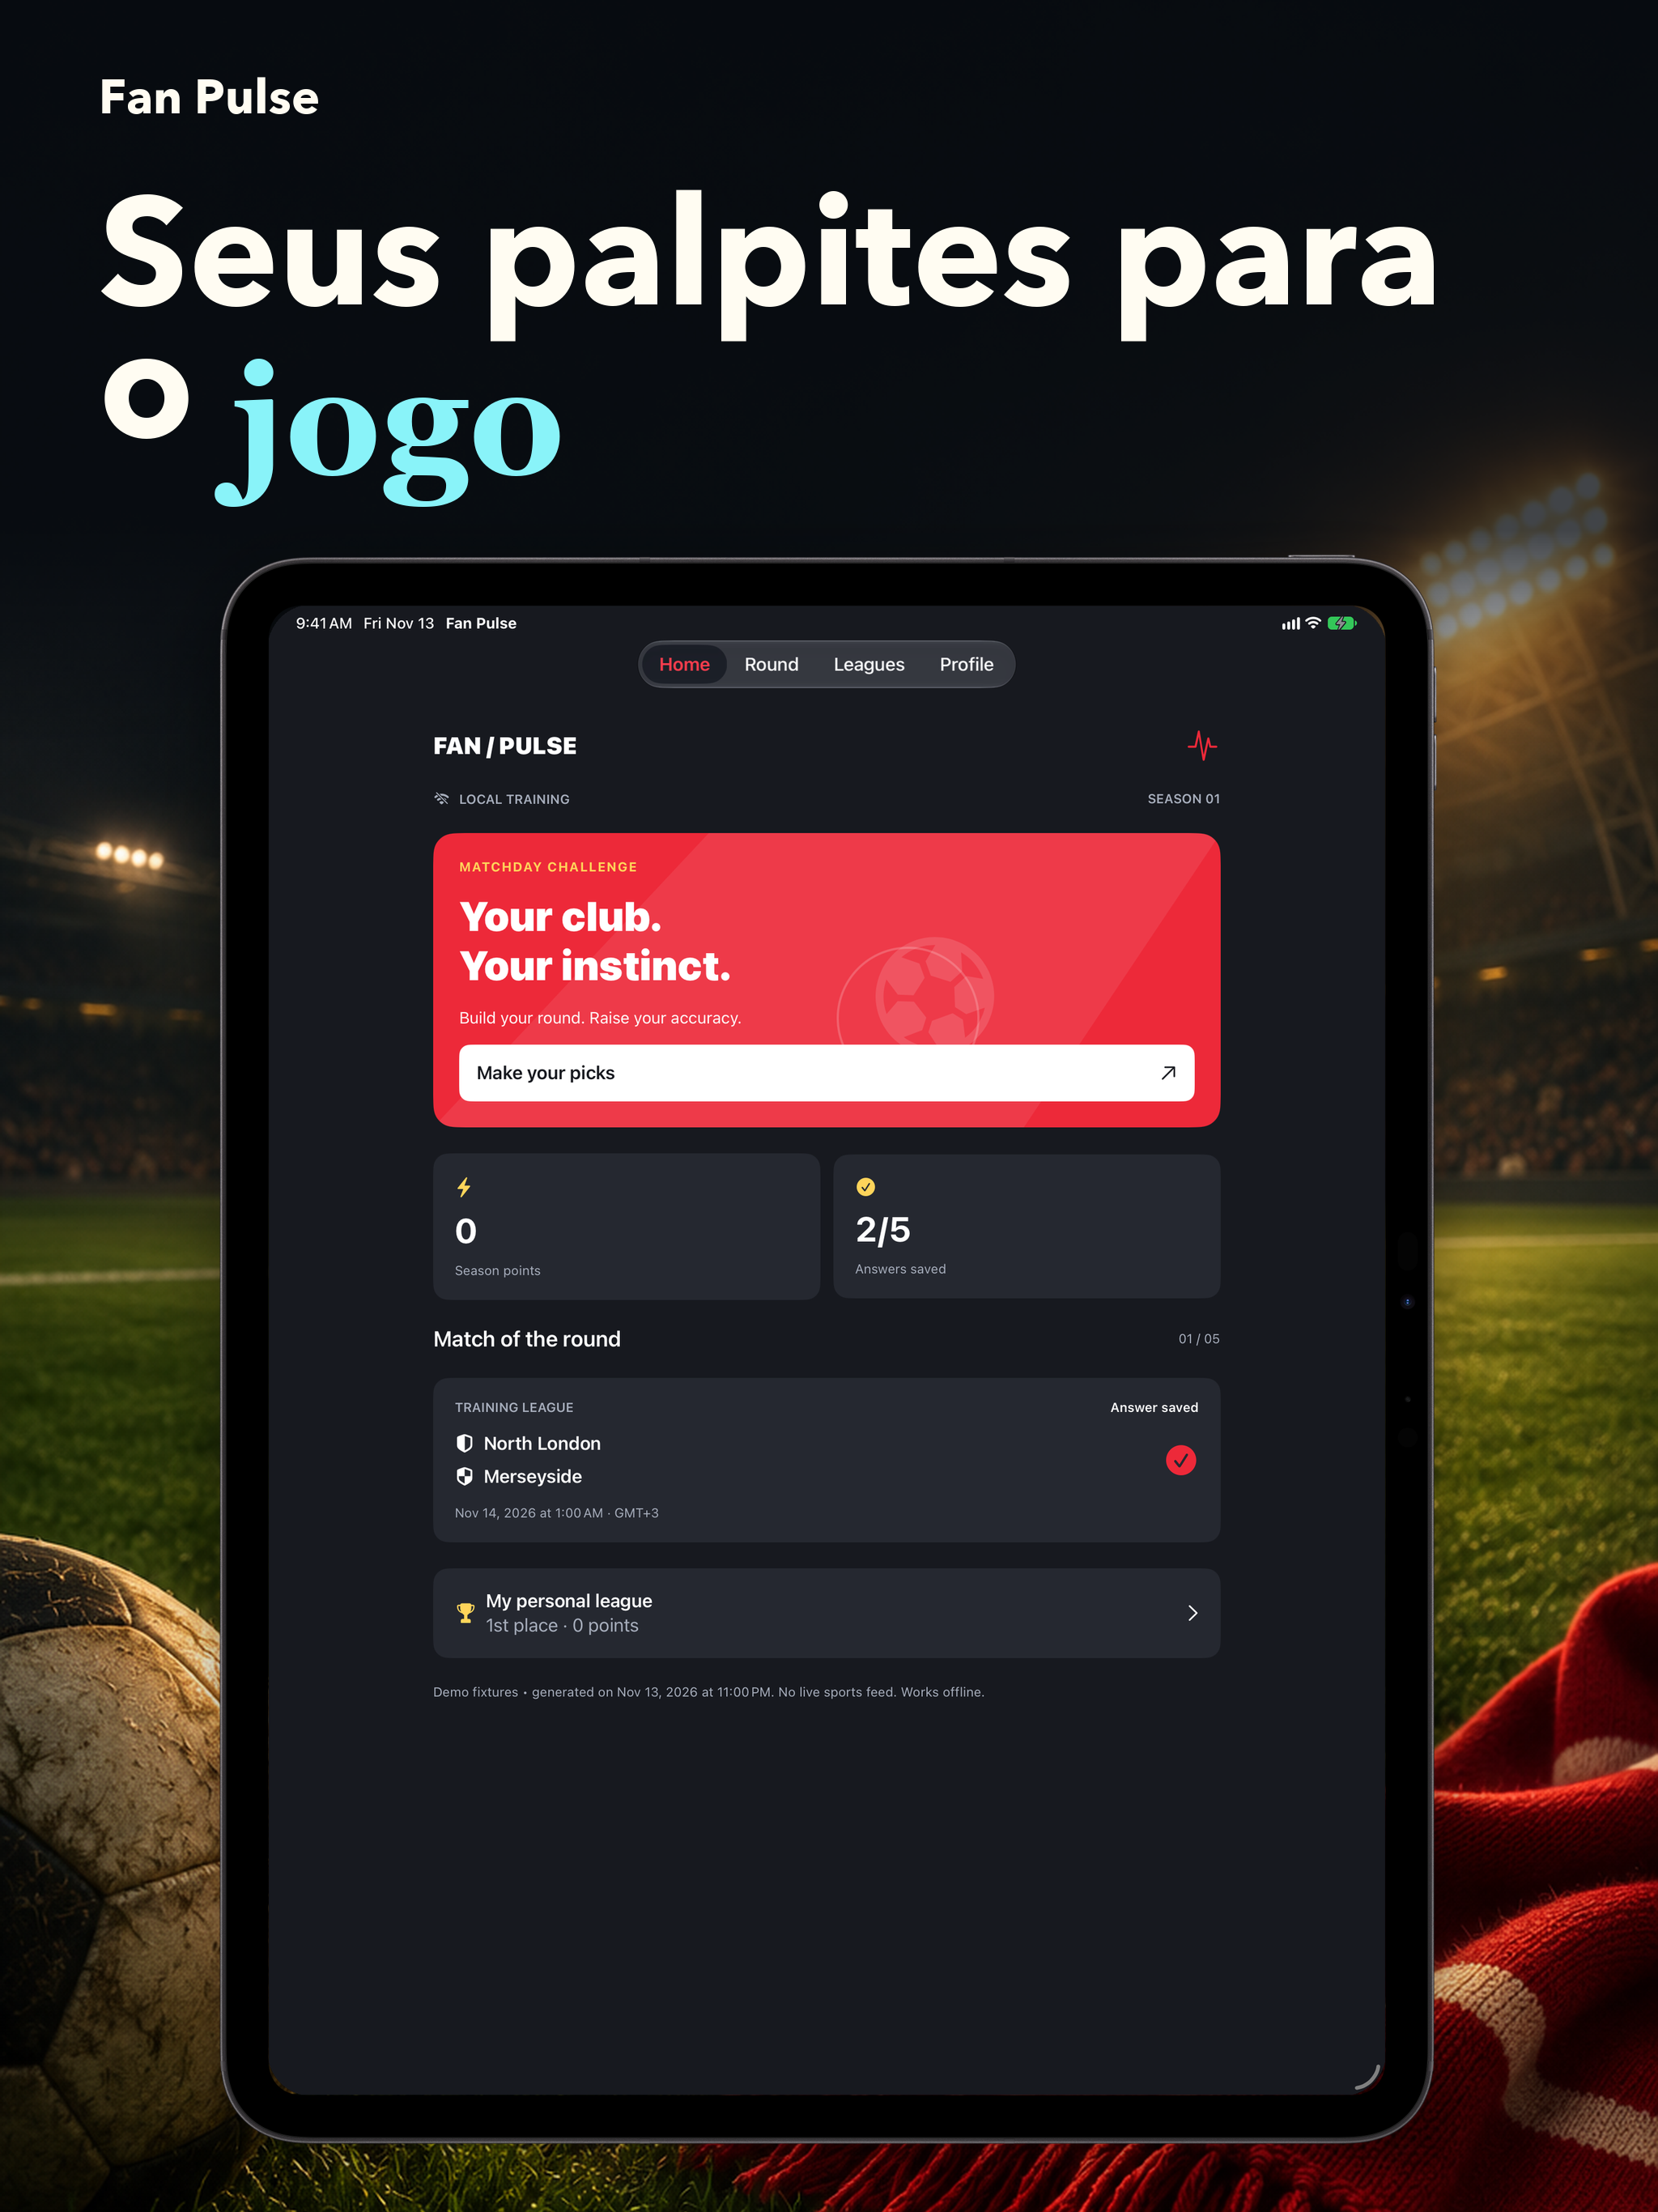 Fan Pulse
Seus palpites para
o jogo
9:41 AM Fri Nov 13 Fan Pulse
Home Round Leagues Profile
FAN / PULSE
LOCAL TRAINING SEASON 01
MATCHDAY CHALLENGE
Your club.
Your instinct.
Build your round. Raise your accuracy.
Make your picks
0
Season points
2/5
Answers saved
Match of the round 01 / 05
TRAINING LEAGUE Answer saved
North London
Merseyside
Nov 14, 2026 at 1:00 AM · GMT+3
My personal league
1st place · 0 points
Demo fixtures • generated on Nov 13, 2026 at 11:00 PM. No live sports feed. Works offline.